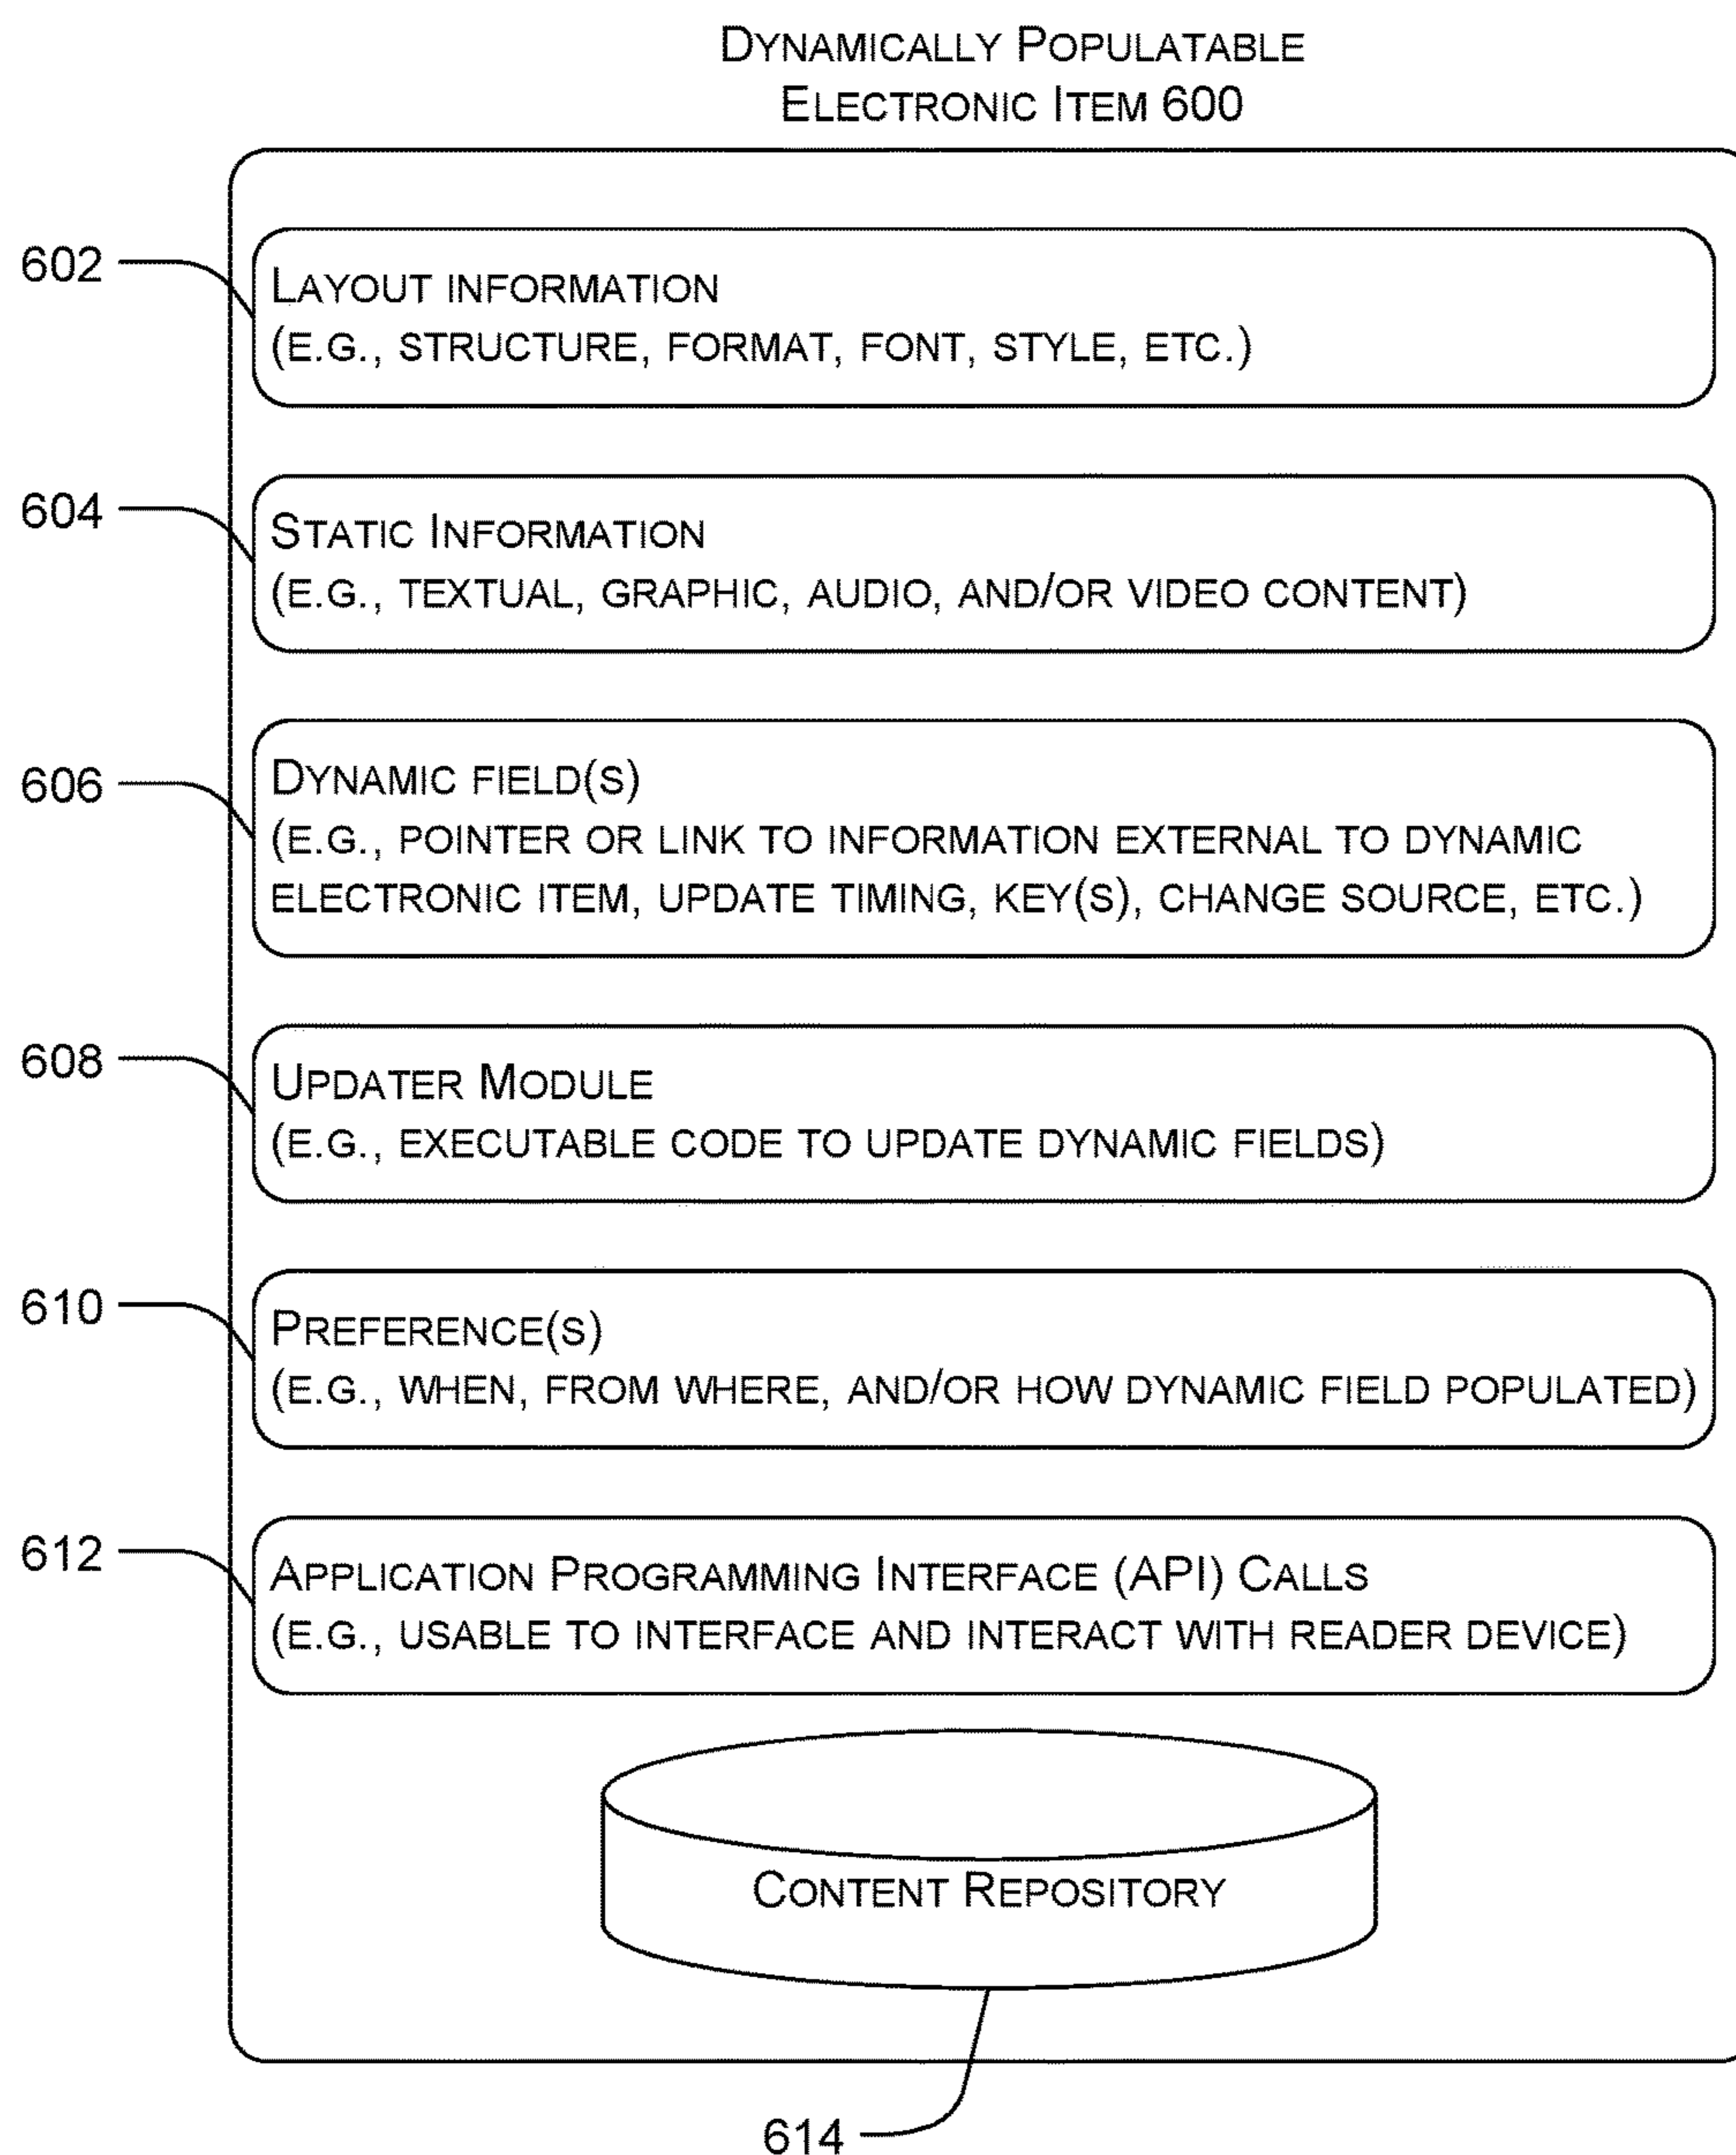 DYNAMICALLY POPULATABLE
ELECTRONIC ITEM 600
602
LAYOUT INFORMATION
(E.G., STRUCTURE, FORMAT, FONT, STYLE, ETC.)
604
STATIC INFORMATION
(E.G., TEXTUAL, GRAPHIC, AUDIO, AND/OR VIDEO CONTENT)
606
DYNAMIC FIELD(S)
(E.G., POINTER OR LINK TO INFORMATION EXTERNAL TO DYNAMIC
ELECTRONIC ITEM, UPDATE TIMING, KEY(S), CHANGE SOURCE, ETC.)
608
UPDATER MODULE
(E.G., EXECUTABLE CODE TO UPDATE DYNAMIC FIELDS)
610
PREFERENCE(S)
(E.G., WHEN, FROM WHERE, AND/OR HOW DYNAMIC FIELD POPULATED)
612
APPLICATION PROGRAMMING INTERFACE (API) CALLS
(E.G., USABLE TO INTERFACE AND INTERACT WITH READER DEVICE)
CONTENT REPOSITORY
614